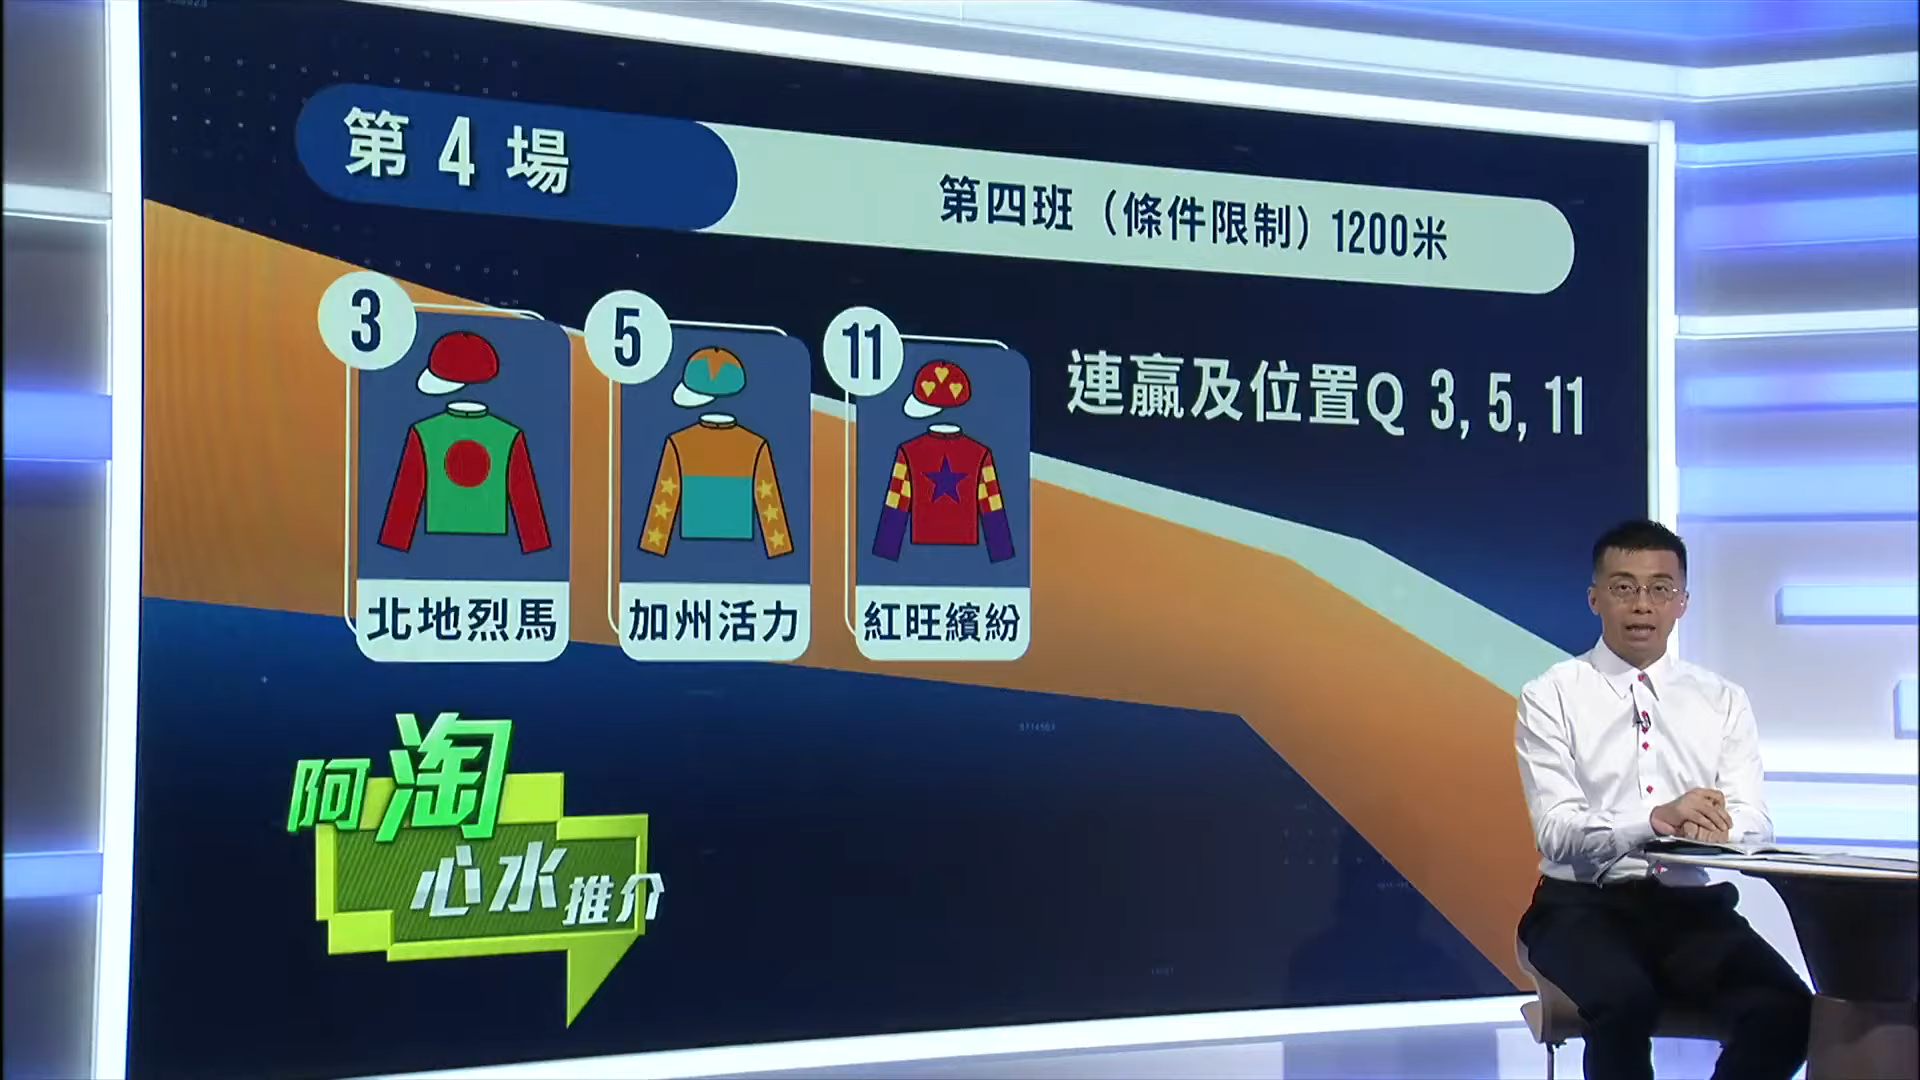 第 4 場
第四班（條件限制）1200米
3
5
11
連贏及位置Q 3, 5, 11
北地烈馬
加州活力
紅旺繽紛
阿淘
心水推介